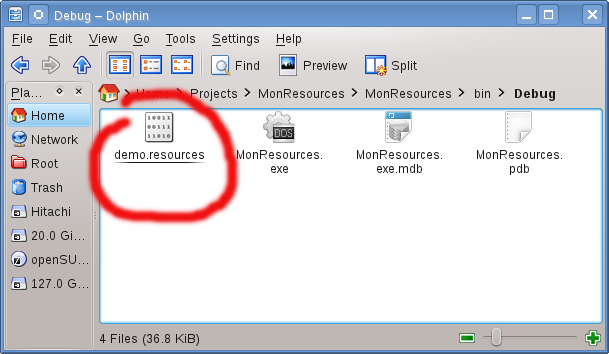 Debug – Dolphin
File Edit View Go Tools Settings Help
Find Preview Split
Pla...
Home > Projects > MonResources > MonResources > bin > Debug
Home
Network
Root
Trash
Hitachi
20.0 Gi...
openSU...
127.0 G...
10011
00111
11010
demo.resources
DOS
MonResources.
exe
MonResources.
exe.mdb
MonResources.
pdb
4 Files (36.8 KiB)